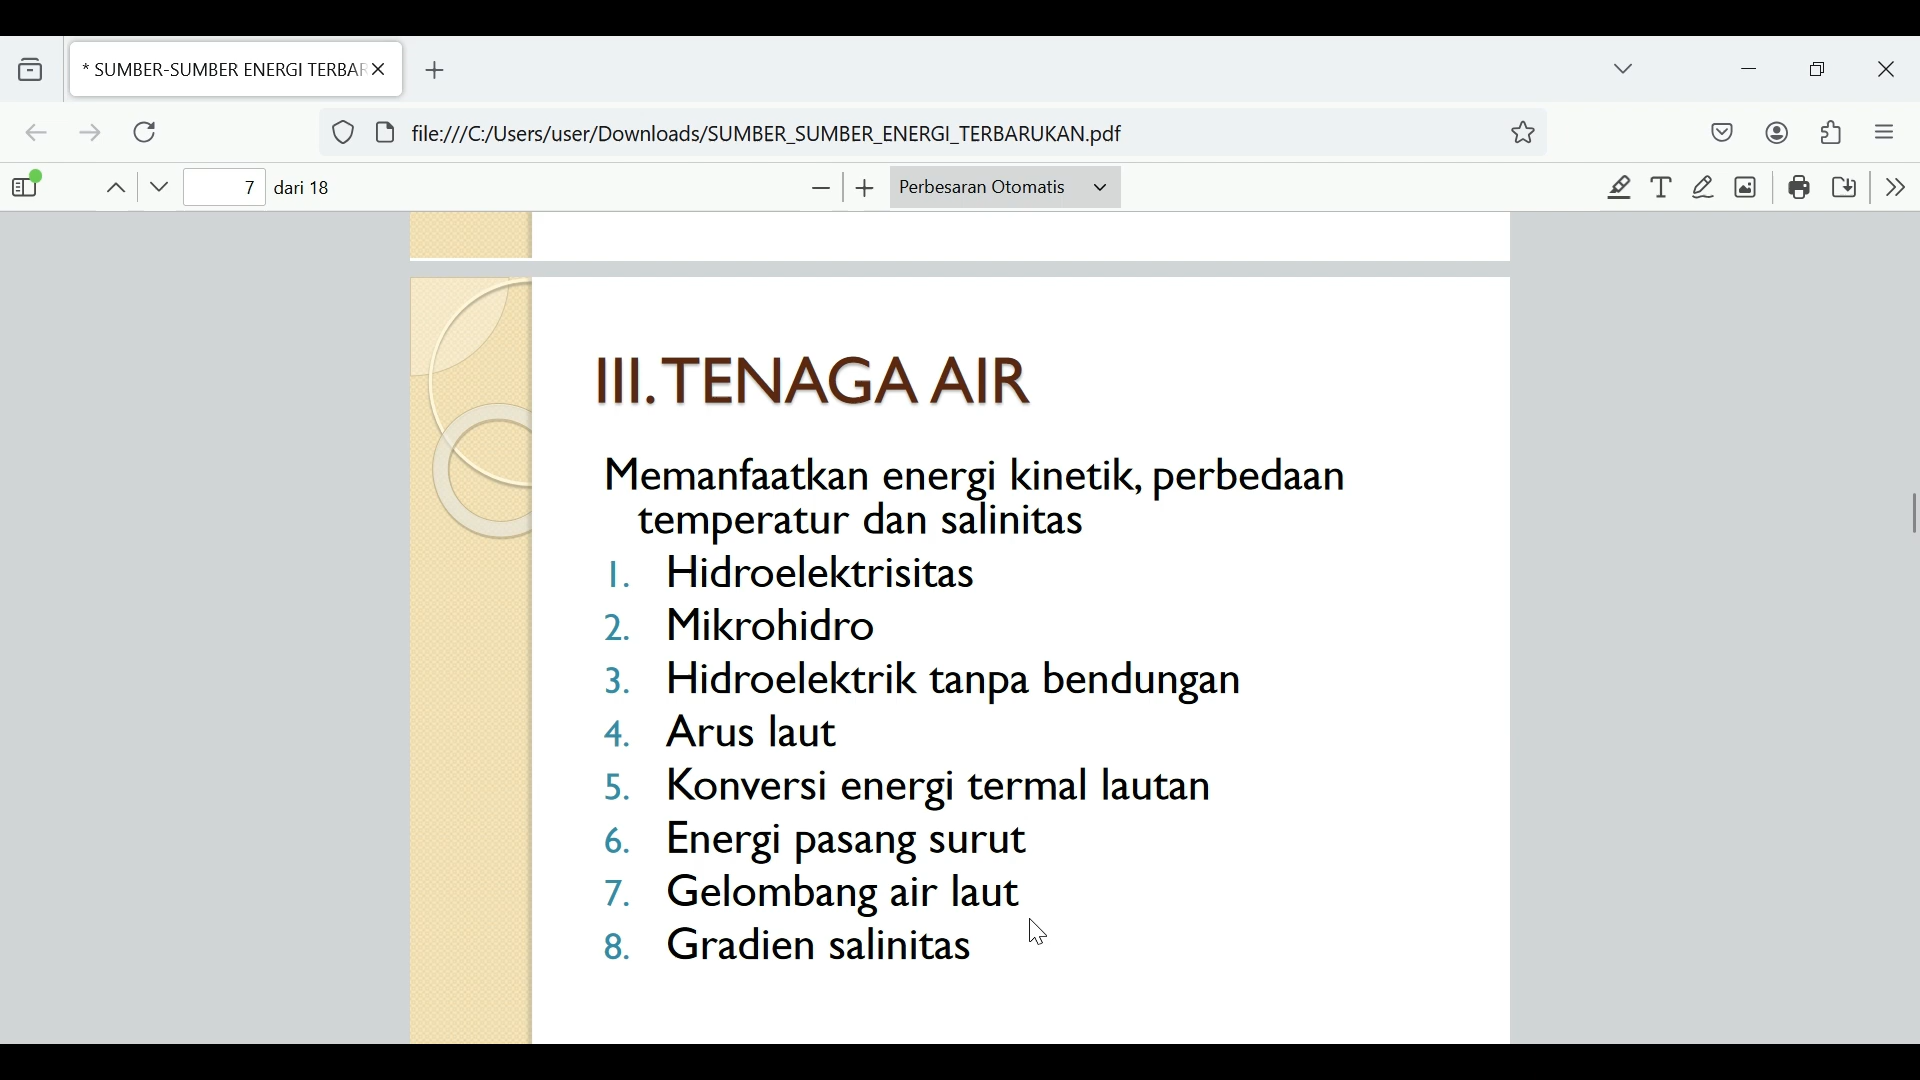 * SUMBER-SUMBER ENERGI TERBAR
file:///C:/Users/user/Downloads/SUMBER_SUMBER_ENERGI_TERBARUKAN.pdf
7 dari 18
Perbesaran Otomatis
III. TENAGA AIR
Memanfaatkan energi kinetik, perbedaan
temperatur dan salinitas
1. Hidroelektrisitas
2. Mikrohidro
3. Hidroelektrik tanpa bendungan
4. Arus laut
5. Konversi energi termal lautan
6. Energi pasang surut
7. Gelombang air laut
8. Gradien salinitas